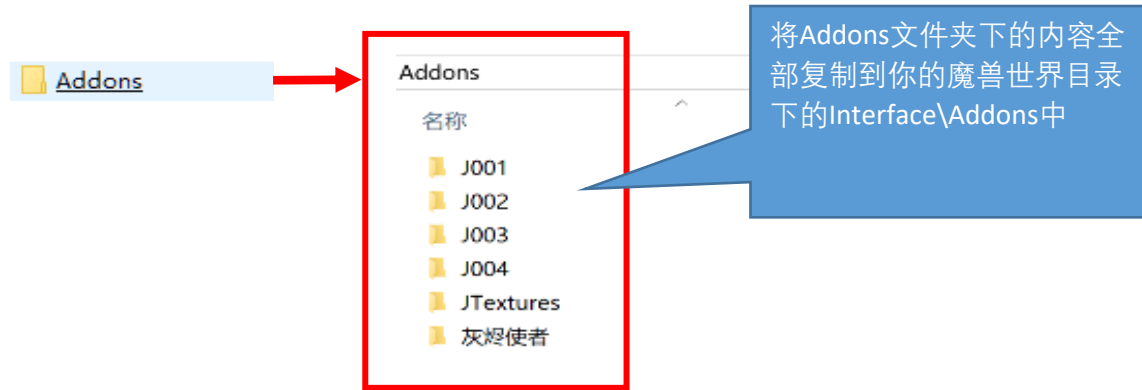 Addons
Addons
名称
J001
J002
J003
J004
JTextures
灰烬使者
将Addons文件夹下的内容全
部复制到你的魔兽世界目录
下的Interface\Addons中